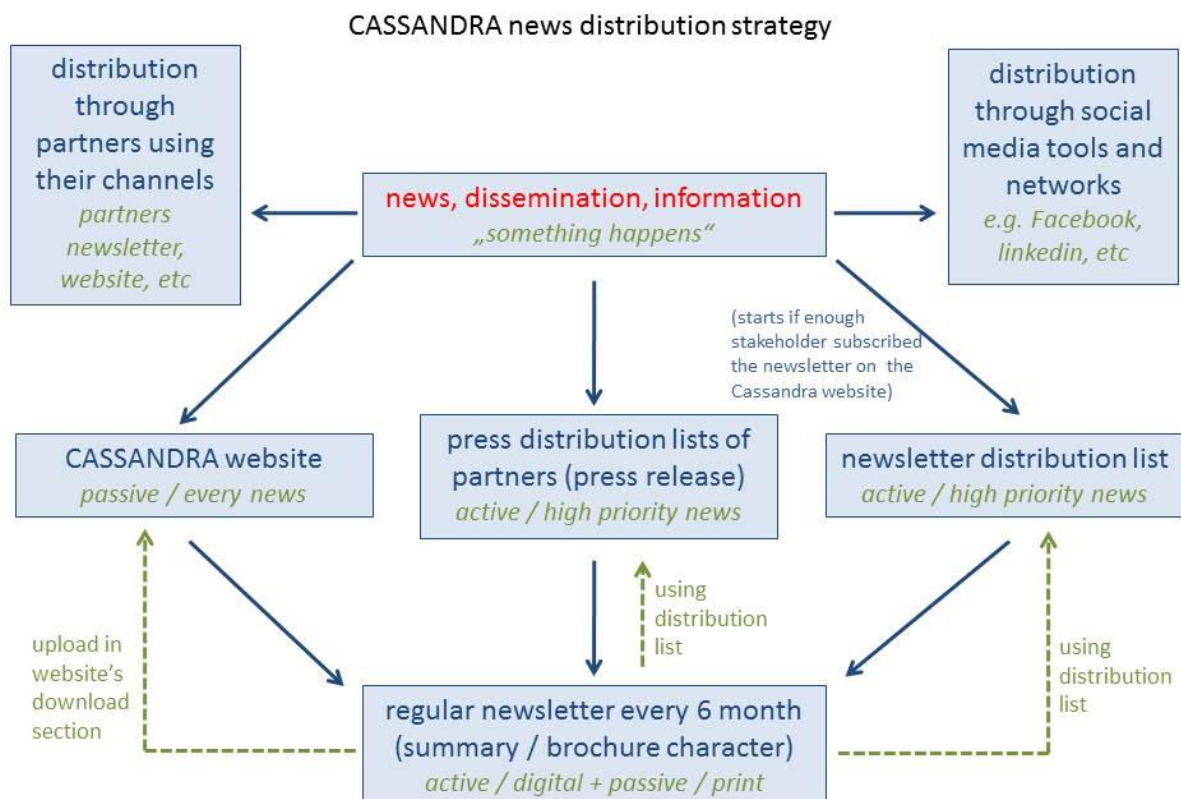 CASSANDRA news distribution strategy
distribution
through
partners using
their channels
partners
newsletter,
website, etc
news, dissemination, information
„something happens“
distribution
through social
media tools and
networks
e.g. Facebook,
linkedin, etc
(starts if enough
stakeholder subscribed
the newsletter on the
Cassandra website)
CASSANDRA website
passive / every news
press distribution lists of
partners (press release)
active / high priority news
newsletter distribution list
active / high priority news
upload in
website’s
download
section
using
distribution
list
using
distribution
list
regular newsletter every 6 month
(summary / brochure character)
active / digital + passive / print